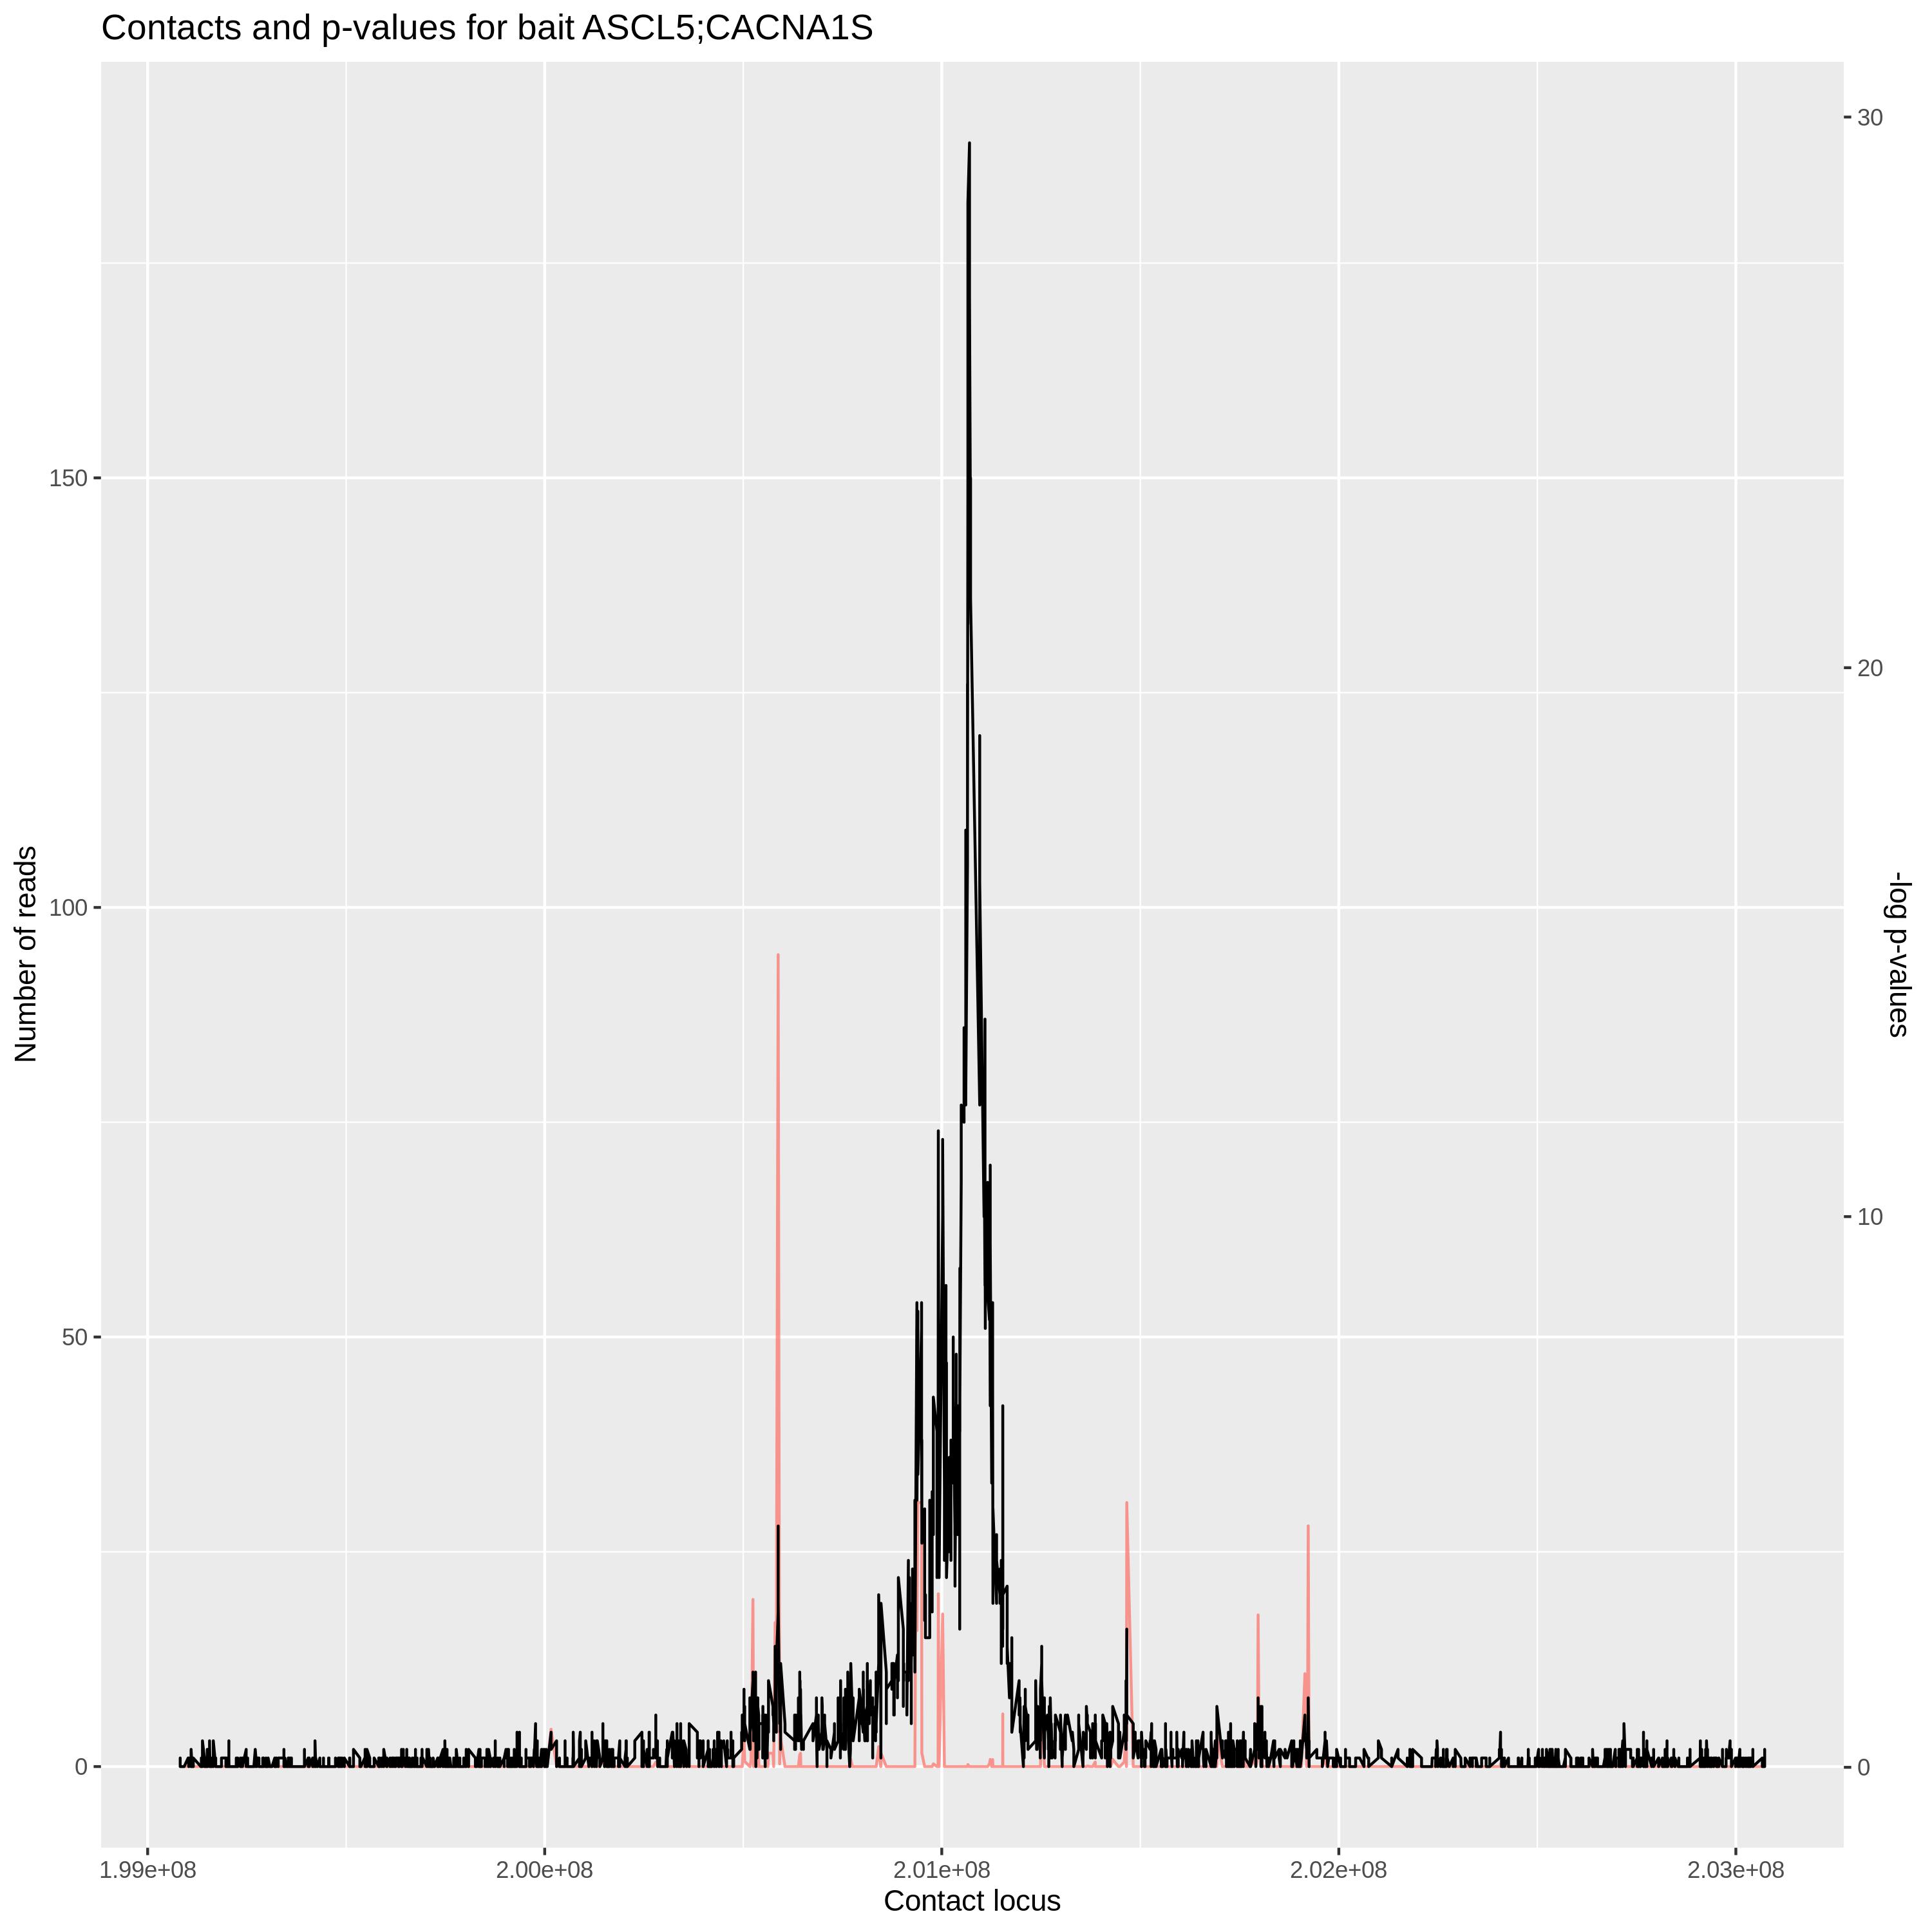 Contacts and p-values for bait ASCL5;CACNA1S
Number of reads
150
100
50
0
30
20
10
0
-log p-values
1.99e+08 2.00e+08 2.01e+08 2.02e+08 2.03e+08
Contact locus